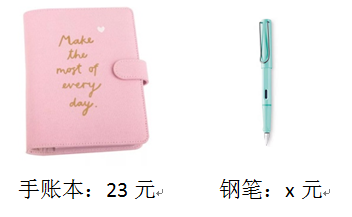 Make
the
most of
every
day.
手账本：23 元
钢笔：x 元